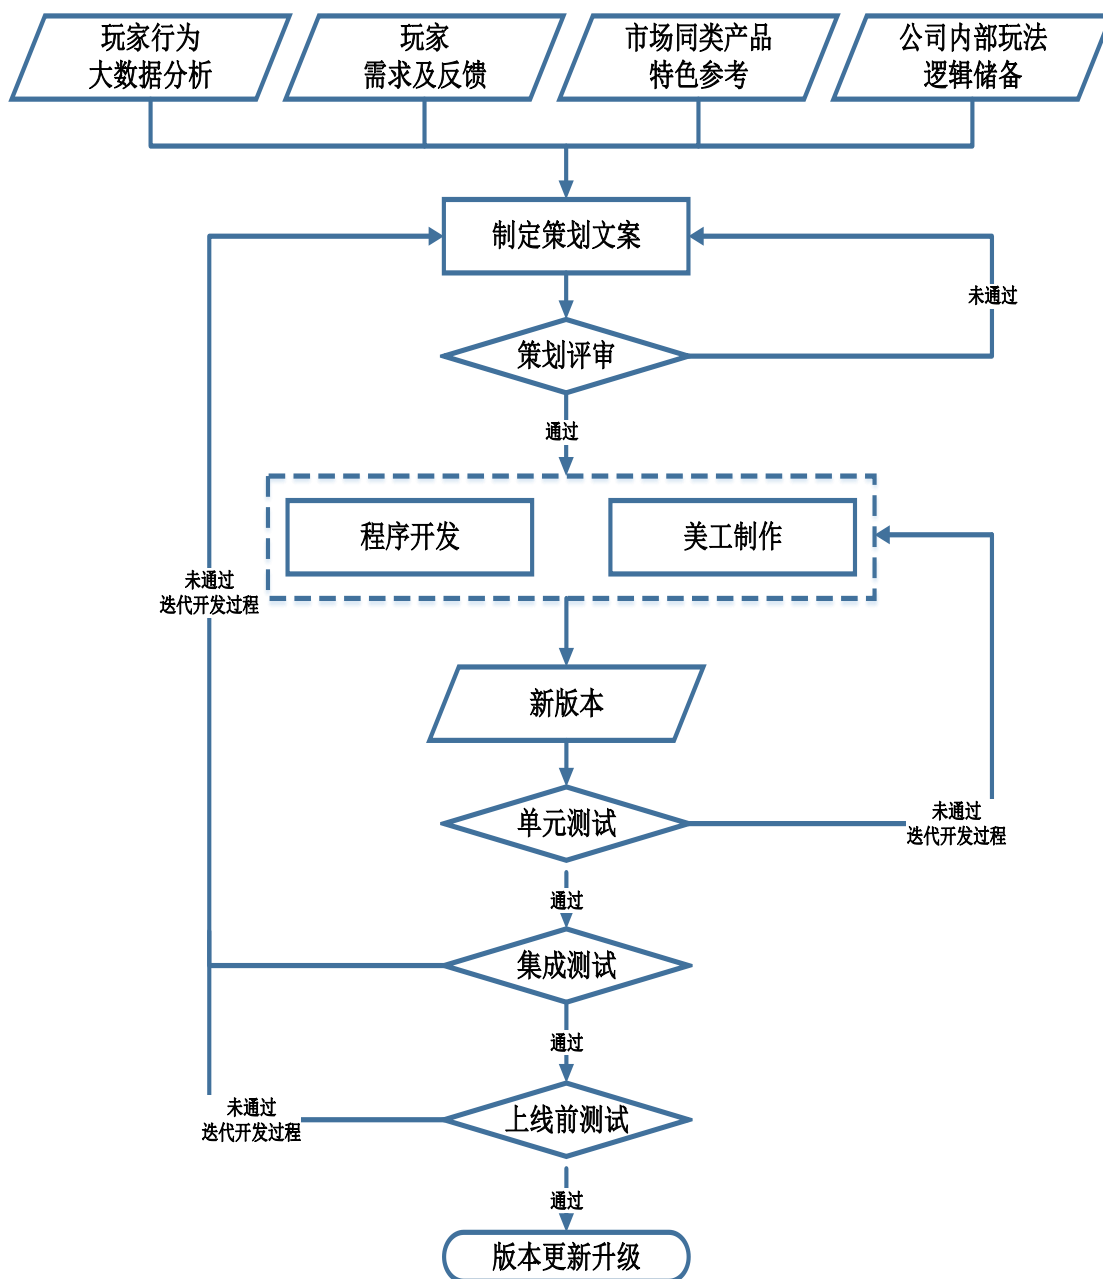 玩家行为
大数据分析
玩家
需求及反馈
市场同类产品
特色参考
公司内部玩法
逻辑储备
制定策划文案
未通过
策划评审
通过
程序开发
美工制作
未通过
迭代开发过程
新版本
单元测试
未通过
迭代开发过程
通过
集成测试
通过
未通过
迭代开发过程
上线前测试
通过
版本更新升级